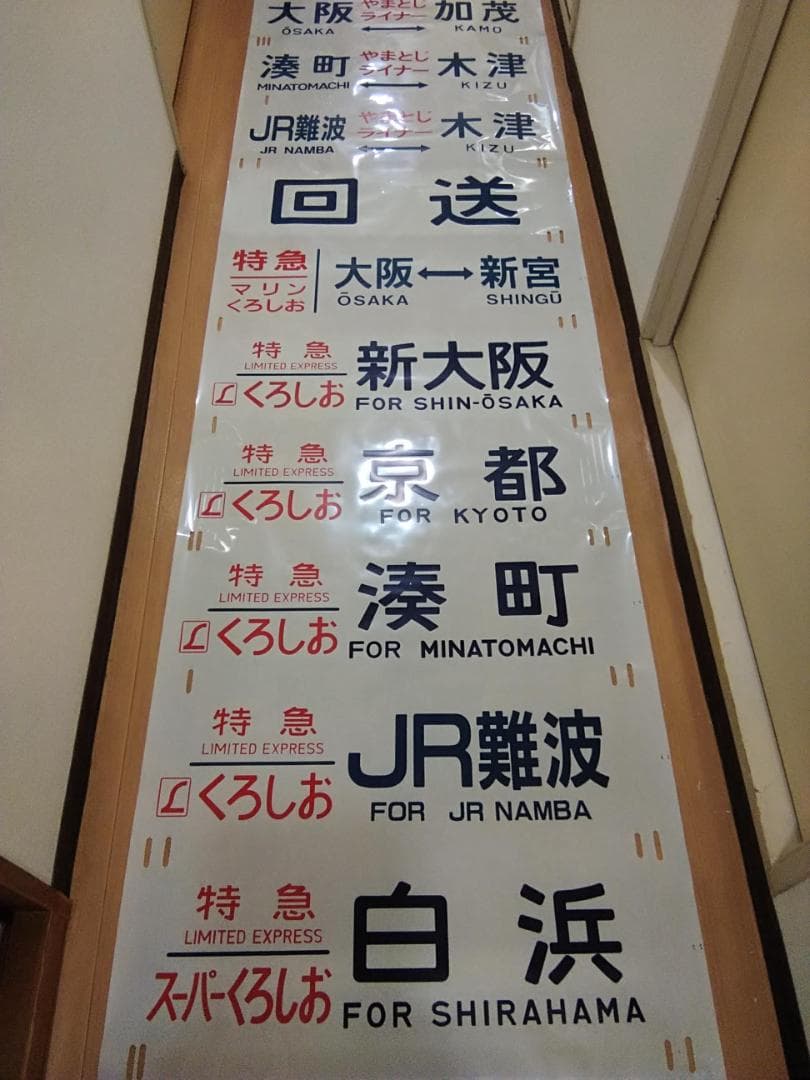 大阪 やまとじライナー 加茂
ŌSAKA ⟷ KAMO
湊町 やまとじライナー 木津
MINATOMACHI ⟷ KIZU
JR難波 やまとじライナー 木津
JR NAMBA ⟷ KIZU
回送
特急
マリン
くろしお
大阪⟷新宮
ŌSAKA SHINGŪ
特急
LIMITED EXPRESS
L くろしお
新大阪
FOR SHIN-ŌSAKA
特急
LIMITED EXPRESS
L くろしお
京都
FOR KYOTO
特急
LIMITED EXPRESS
L くろしお
湊町
FOR MINATOMACHI
特急
LIMITED EXPRESS
L くろしお
JR難波
FOR JR NAMBA
特急
LIMITED EXPRESS
スーパーくろしお
白浜
FOR SHIRAHAMA